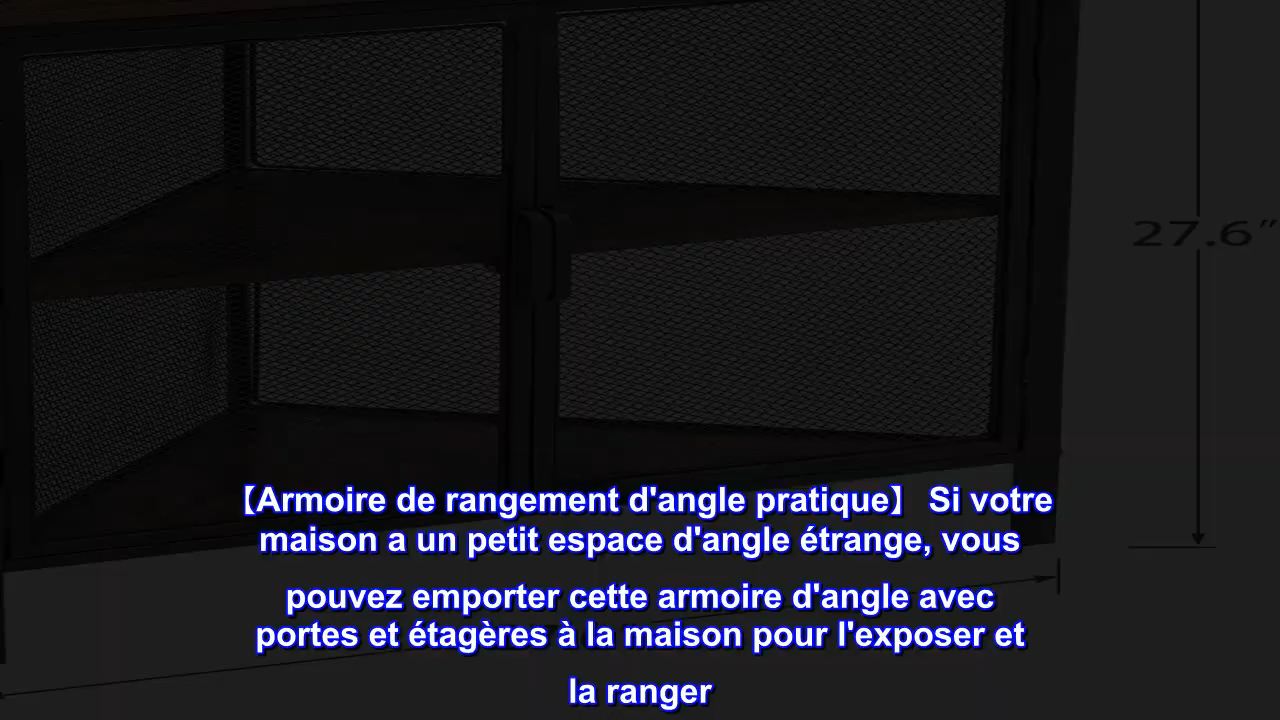 27.6"
【Armoire de rangement d'angle pratique】 Si votre
maison a un petit espace d'angle étrange, vous
pouvez emporter cette armoire d'angle avec
portes et étagères à la maison pour l'exposer et
la ranger